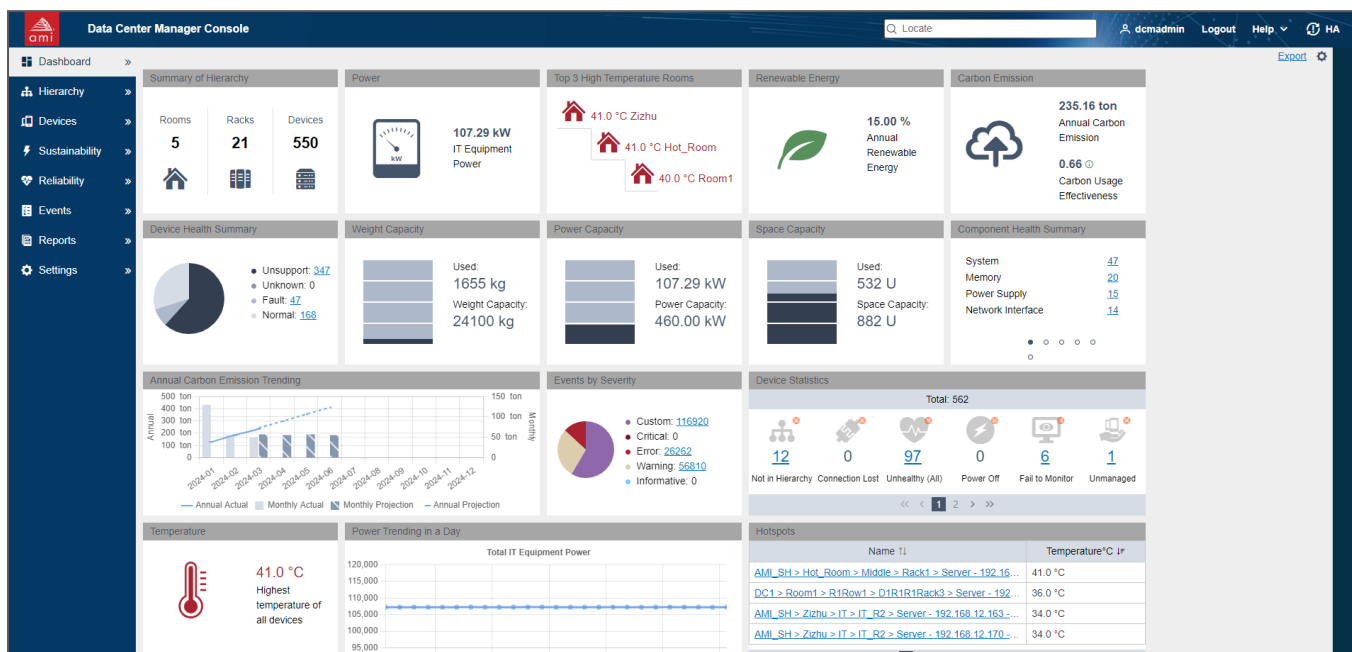 ami
Data Center Manager Console
Locate
dcmadmin
Logout
Help
HA
Dashboard
Hierarchy
Devices
Sustainability
Reliability
Events
Reports
Settings
Export
Summary of Hierarchy
Rooms
5
Racks
21
Devices
550
Power
kW
107.29 kW
IT Equipment
Power
Top 3 High Temperature Rooms
41.0 °C Zizhu
41.0 °C Hot_Room
40.0 °C Room1
Renewable Energy
15.00 %
Annual
Renewable
Energy
Carbon Emission
235.16 ton
Annual Carbon
Emission
0.66
Carbon Usage
Effectiveness
Device Health Summary
Unsupport: 347
Unknown: 0
Fault: 47
Normal: 168
Weight Capacity
Used:
1655 kg
Weight Capacity:
24100 kg
Power Capacity
Used:
107.29 kW
Power Capacity:
460.00 kW
Space Capacity
Used:
532 U
Space Capacity:
882 U
Component Health Summary
System 47
Memory 20
Power Supply 15
Network Interface 14
Annual Carbon Emission Trending
Annual
500 ton
400 ton
300 ton
200 ton
100 ton
0
150 ton
100 ton
50 ton
0
Monthly
2024-01
2024-02
2024-03
2024-04
2024-05
2024-06
2024-07
2024-08
2024-09
2024-10
2024-11
2024-12
Annual Actual
Monthly Actual
Monthly Projection
Annual Projection
Events by Severity
Custom: 116920
Critical: 0
Error: 26262
Warning: 56810
Informative: 0
Device Statistics
Total: 562
12
Not in Hierarchy
0
Connection Lost
97
Unhealthy (All)
0
Power Off
6
Fail to Monitor
1
Unmanaged
1 2
Temperature
41.0 °C
Highest
temperature of
all devices
Power Trending in a Day
Total IT Equipment Power
120,000
115,000
110,000
105,000
100,000
95,000
Hotspots
Name Temperature°C
AMI_SH > Hot_Room > Middle > Rack1 > Server - 192.16... 41.0 °C
DC1 > Room1 > R1Row1 > D1R1R1Rack3 > Server - 192... 36.0 °C
AMI_SH > Zizhu > IT > IT_R2 > Server - 192.168.12.163 -... 34.0 °C
AMI_SH > Zizhu > IT > IT_R2 > Server - 192.168.12.170 -... 34.0 °C